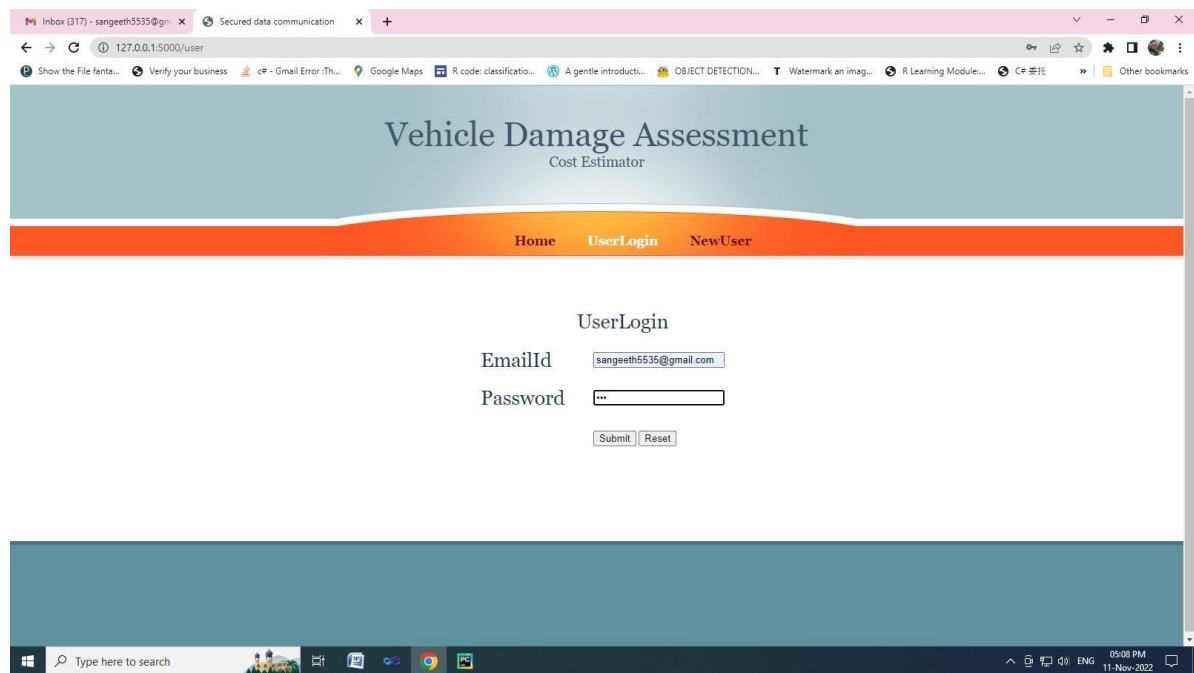 Inbox (317) - sangeeth5535@gm
Secured data communication
127.0.0.1:5000/user
Show the File fanta... Verify your business c# - Gmail Error :Th... Google Maps R code: classificatio... A gentle introducti... OBJECT DETECTION... Watermark an imag... R Learning Module:... C# 委托 » Other bookmarks
Vehicle Damage Assessment
Cost Estimator
Home UserLogin NewUser
UserLogin
EmailId sangeeth5535@gmail.com
Password •••
Submit Reset
Type here to search
ENG 05:08 PM
11-Nov-2022